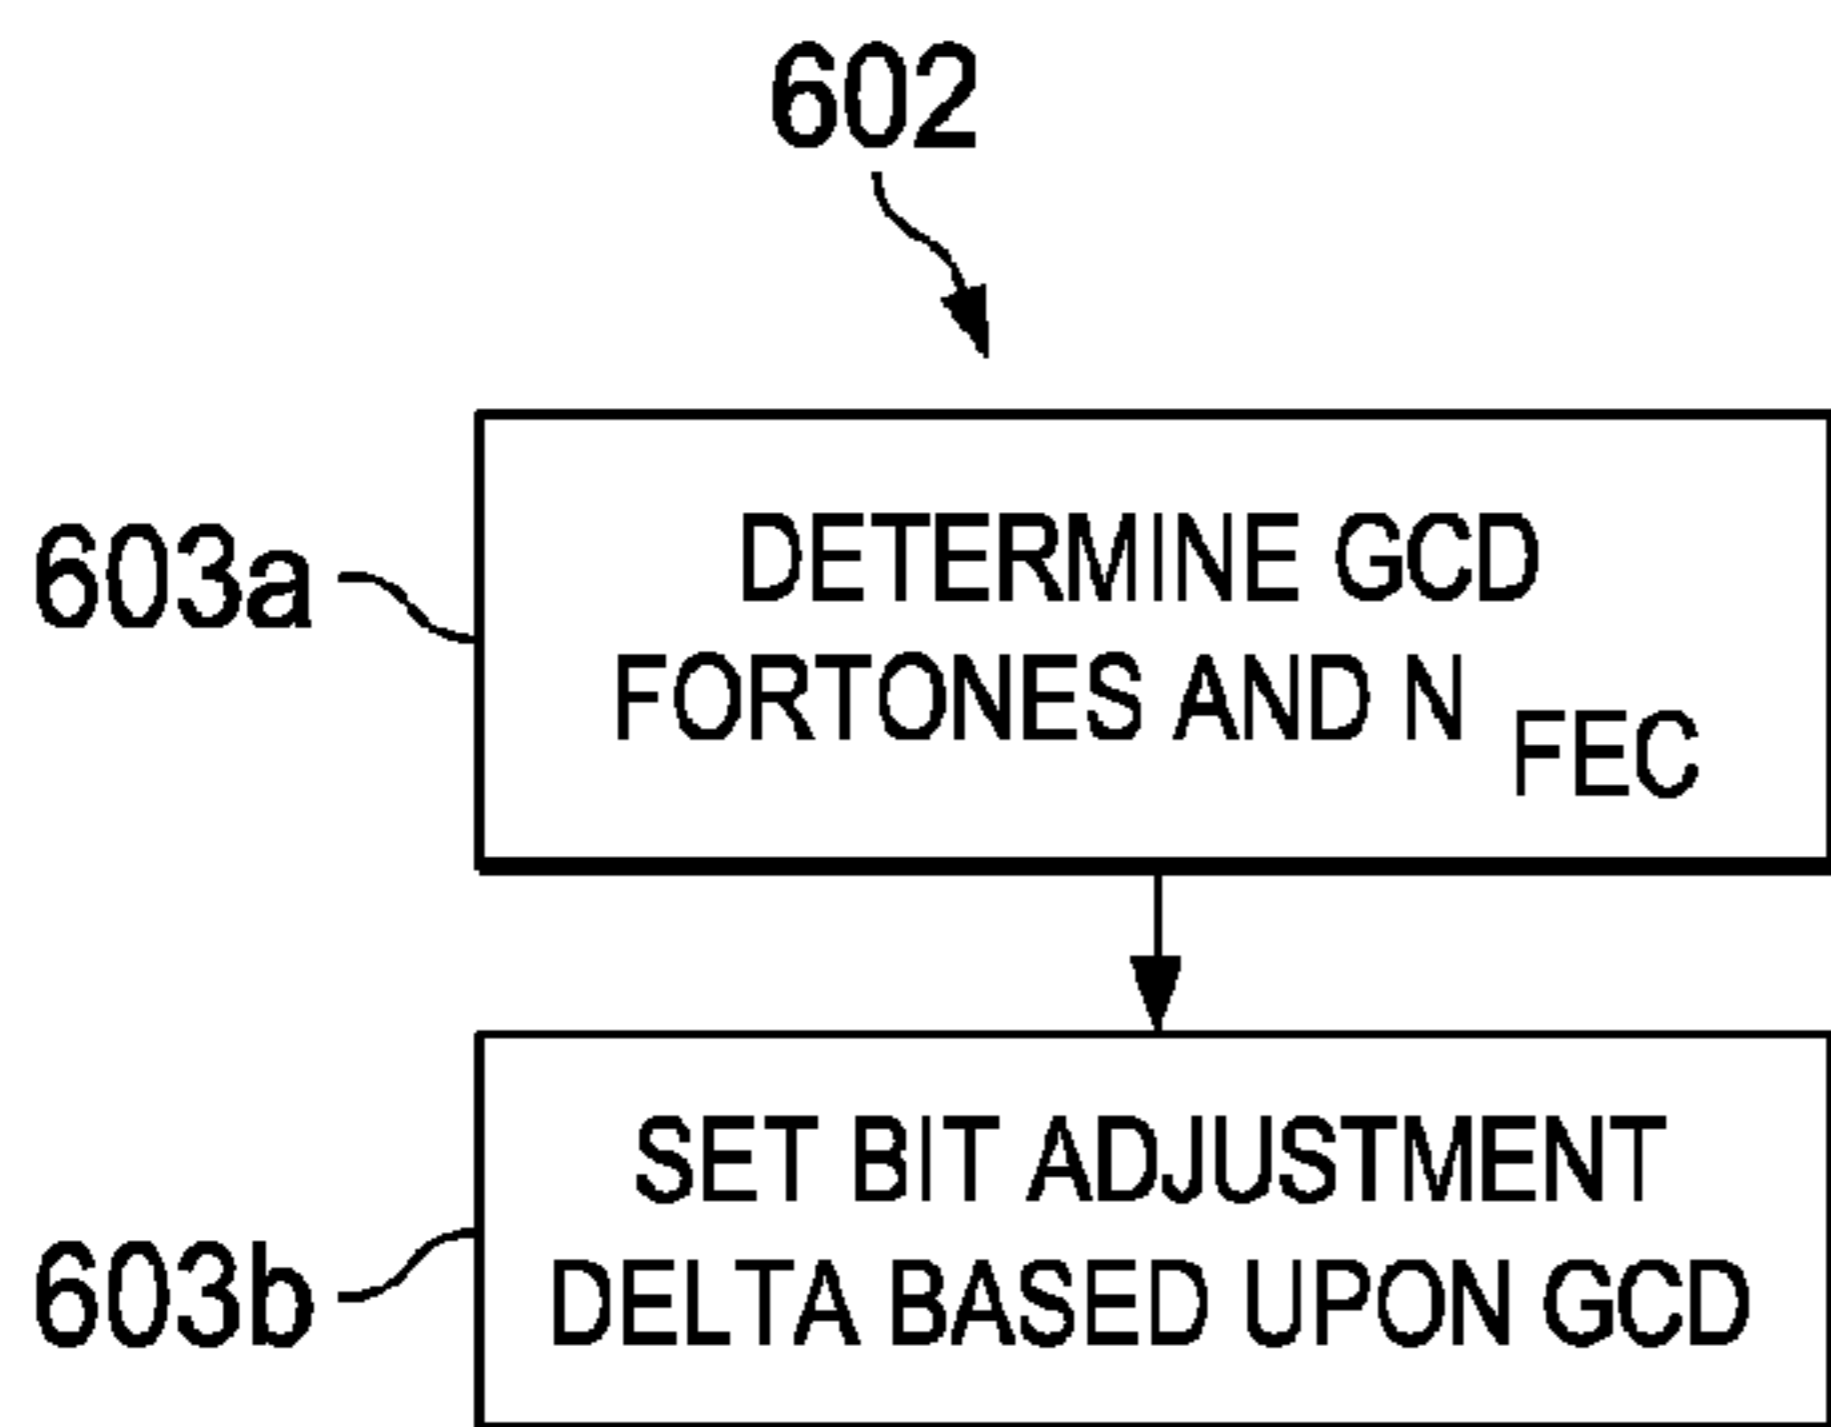 602
603a
DETERMINE GCD
FORTONES AND N FEC
603b
SET BIT ADJUSTMENT
DELTA BASED UPON GCD